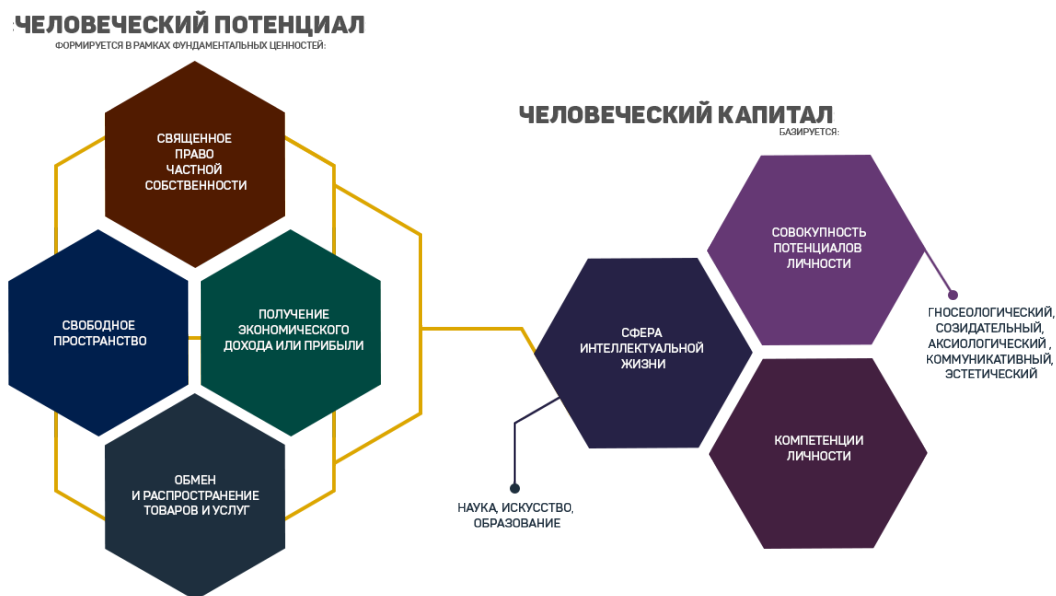 ЧЕЛОВЕЧЕСКИЙ ПОТЕНЦИАЛ
ФОРМИРУЕТСЯ В РАМКАХ ФУНДАМЕНТАЛЬНЫХ ЦЕННОСТЕЙ:
СВЯЩЕННОЕ
ПРАВО
ЧАСТНОЙ
СОБСТВЕННОСТИ
СВОБОДНОЕ
ПРОСТРАНСТВО
ПОЛУЧЕНИЕ
ЭКОНОМИЧЕСКОГО
ДОХОДА ИЛИ ПРИБЫЛИ
ОБМЕН
И РАСПРОСТРАНЕНИЕ
ТОВАРОВ И УСЛУГ
ЧЕЛОВЕЧЕСКИЙ КАПИТАЛ
БАЗИРУЕТСЯ:
СОВОКУПНОСТЬ
ПОТЕНЦИАЛОВ
ЛИЧНОСТИ
ГНОСЕОЛОГИЧЕСКИЙ,
СОЗИДАТЕЛЬНЫЙ,
АКСИОЛОГИЧЕСКИЙ ,
КОММУНИКАТИВНЫЙ,
ЭСТЕТИЧЕСКИЙ
СФЕРА
ИНТЕЛЛЕКТУАЛЬНОЙ
ЖИЗНИ
КОМПЕТЕНЦИИ
ЛИЧНОСТИ
НАУКА, ИСКУССТВО,
ОБРАЗОВАНИЕ